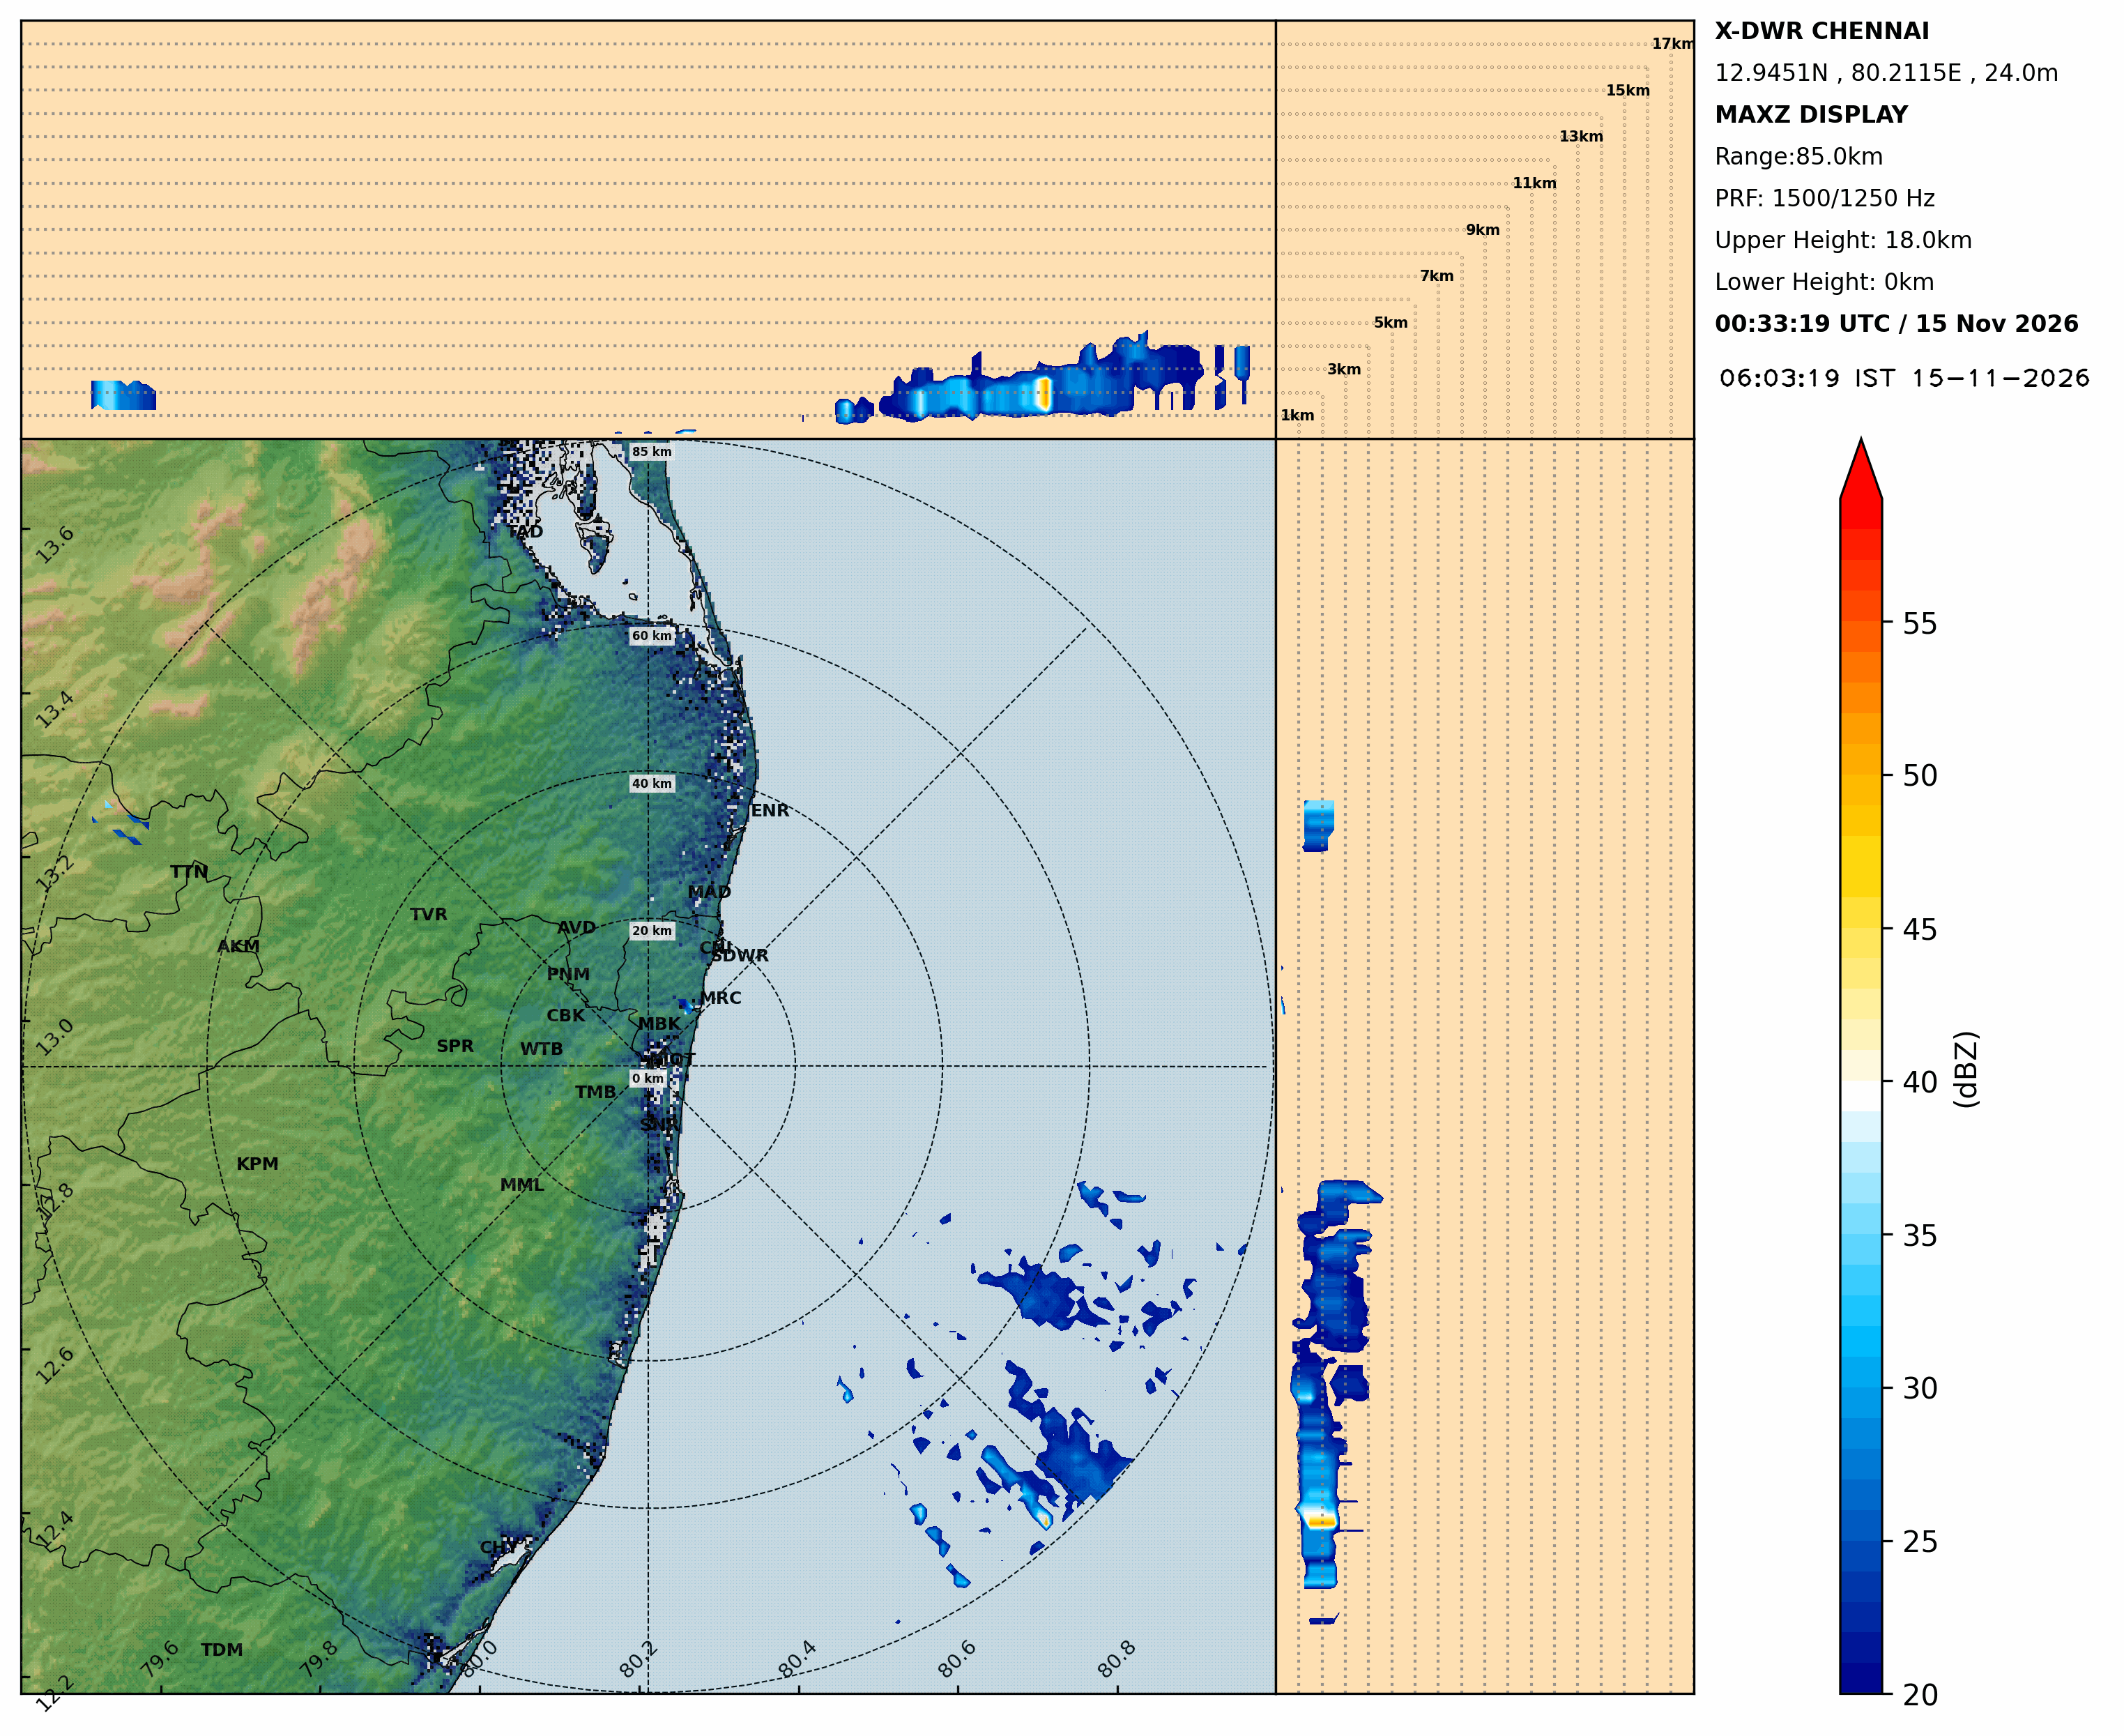 X-DWR CHENNAI
12.9451N , 80.2115E , 24.0m
MAXZ DISPLAY
Range:85.0km
PRF: 1500/1250 Hz
Upper Height: 18.0km
Lower Height: 0km
00:33:19 UTC / 15 Nov 2026
06:03:19 IST 15-11-2026
17km
15km
13km
11km
9km
7km
5km
3km
1km
85 km
TAD
13.6
60 km
13.4
40 km
ENR
13.2
TTN
MAD
TVR
AVD
20 km
AKM
SDWR
PNM
MRC
CBK
MBK
13.0
SPR
WTB
0 km
TMB
SNR
KPM
MML
12.8
12.6
12.4
CHY
TDM
12.2
79.6
79.8
80.0
80.2
80.4
80.6
80.8
55
50
45
40
35
30
25
20
(dBZ)